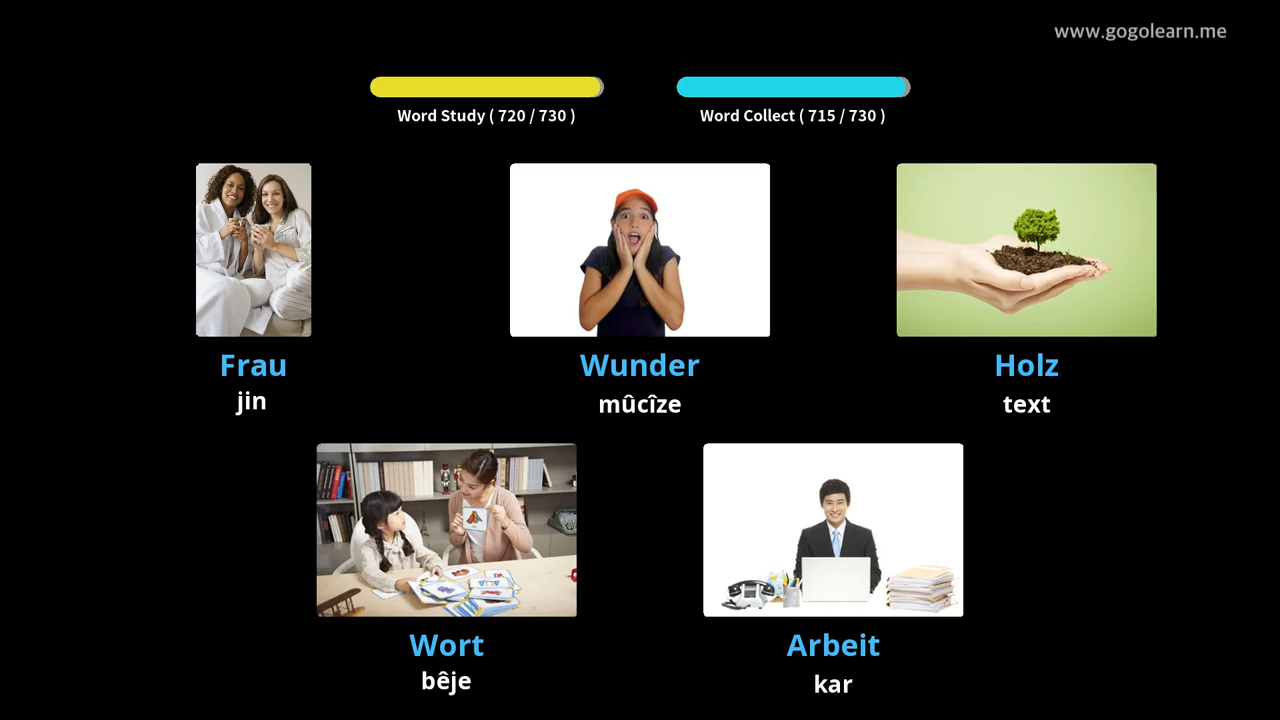 www.gogolearn.me
Word Study ( 720 / 730 )
Word Collect ( 715 / 730 )
Frau
jin
Wunder
mûcîze
Holz
text
Wort
bêje
Arbeit
kar